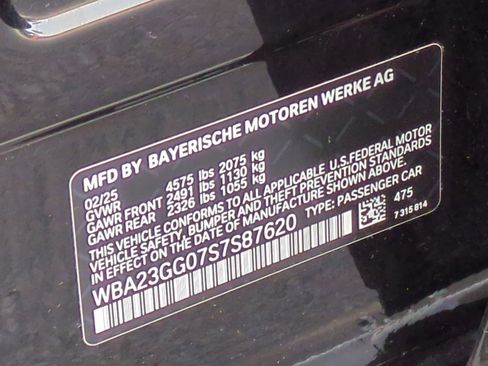 MFD BY BAYERISCHE MOTOREN WERKE AG
02/25
GVWR 4575 lbs 2075 kg
GAWR FRONT 2491 lbs 1130 kg
GAWR REAR 2326 lbs 1055 kg
THIS VEHICLE CONFORMS TO ALL APPLICABLE U.S.FEDERAL MOTOR
VEHICLE SAFETY, BUMPER AND THEFT PREVENTION STANDARDS
IN EFFECT ON THE DATE OF MANUFACTURE SHOWN ABOVE.
WBA23GG07S7S87620 TYPE: PASSENGER CAR
475
7 315 814